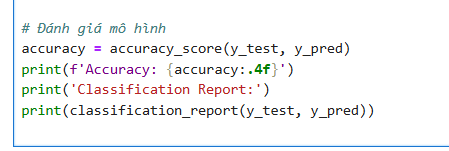 # Đánh giá mô hình
accuracy = accuracy_score(y_test, y_pred)
print(f'Accuracy: {accuracy:.4f}')
print('Classification Report:')
print(classification_report(y_test, y_pred))